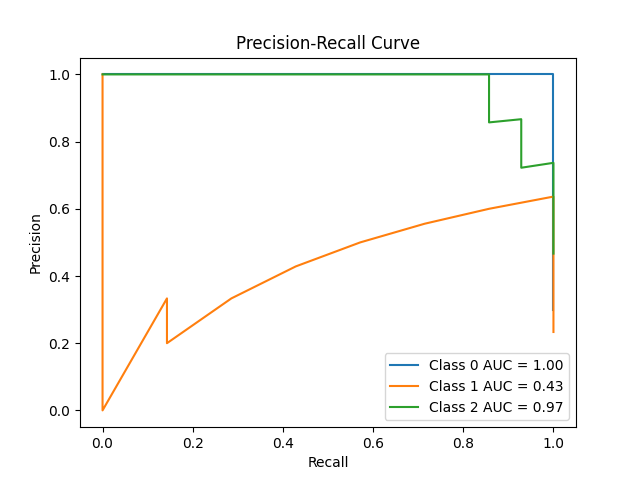 Precision-Recall Curve
1.0
0.8
0.6
0.4
0.2
0.0
Precision
0.0 0.2 0.4 0.6 0.8 1.0
Recall
Class 0 AUC = 1.00
Class 1 AUC = 0.43
Class 2 AUC = 0.97